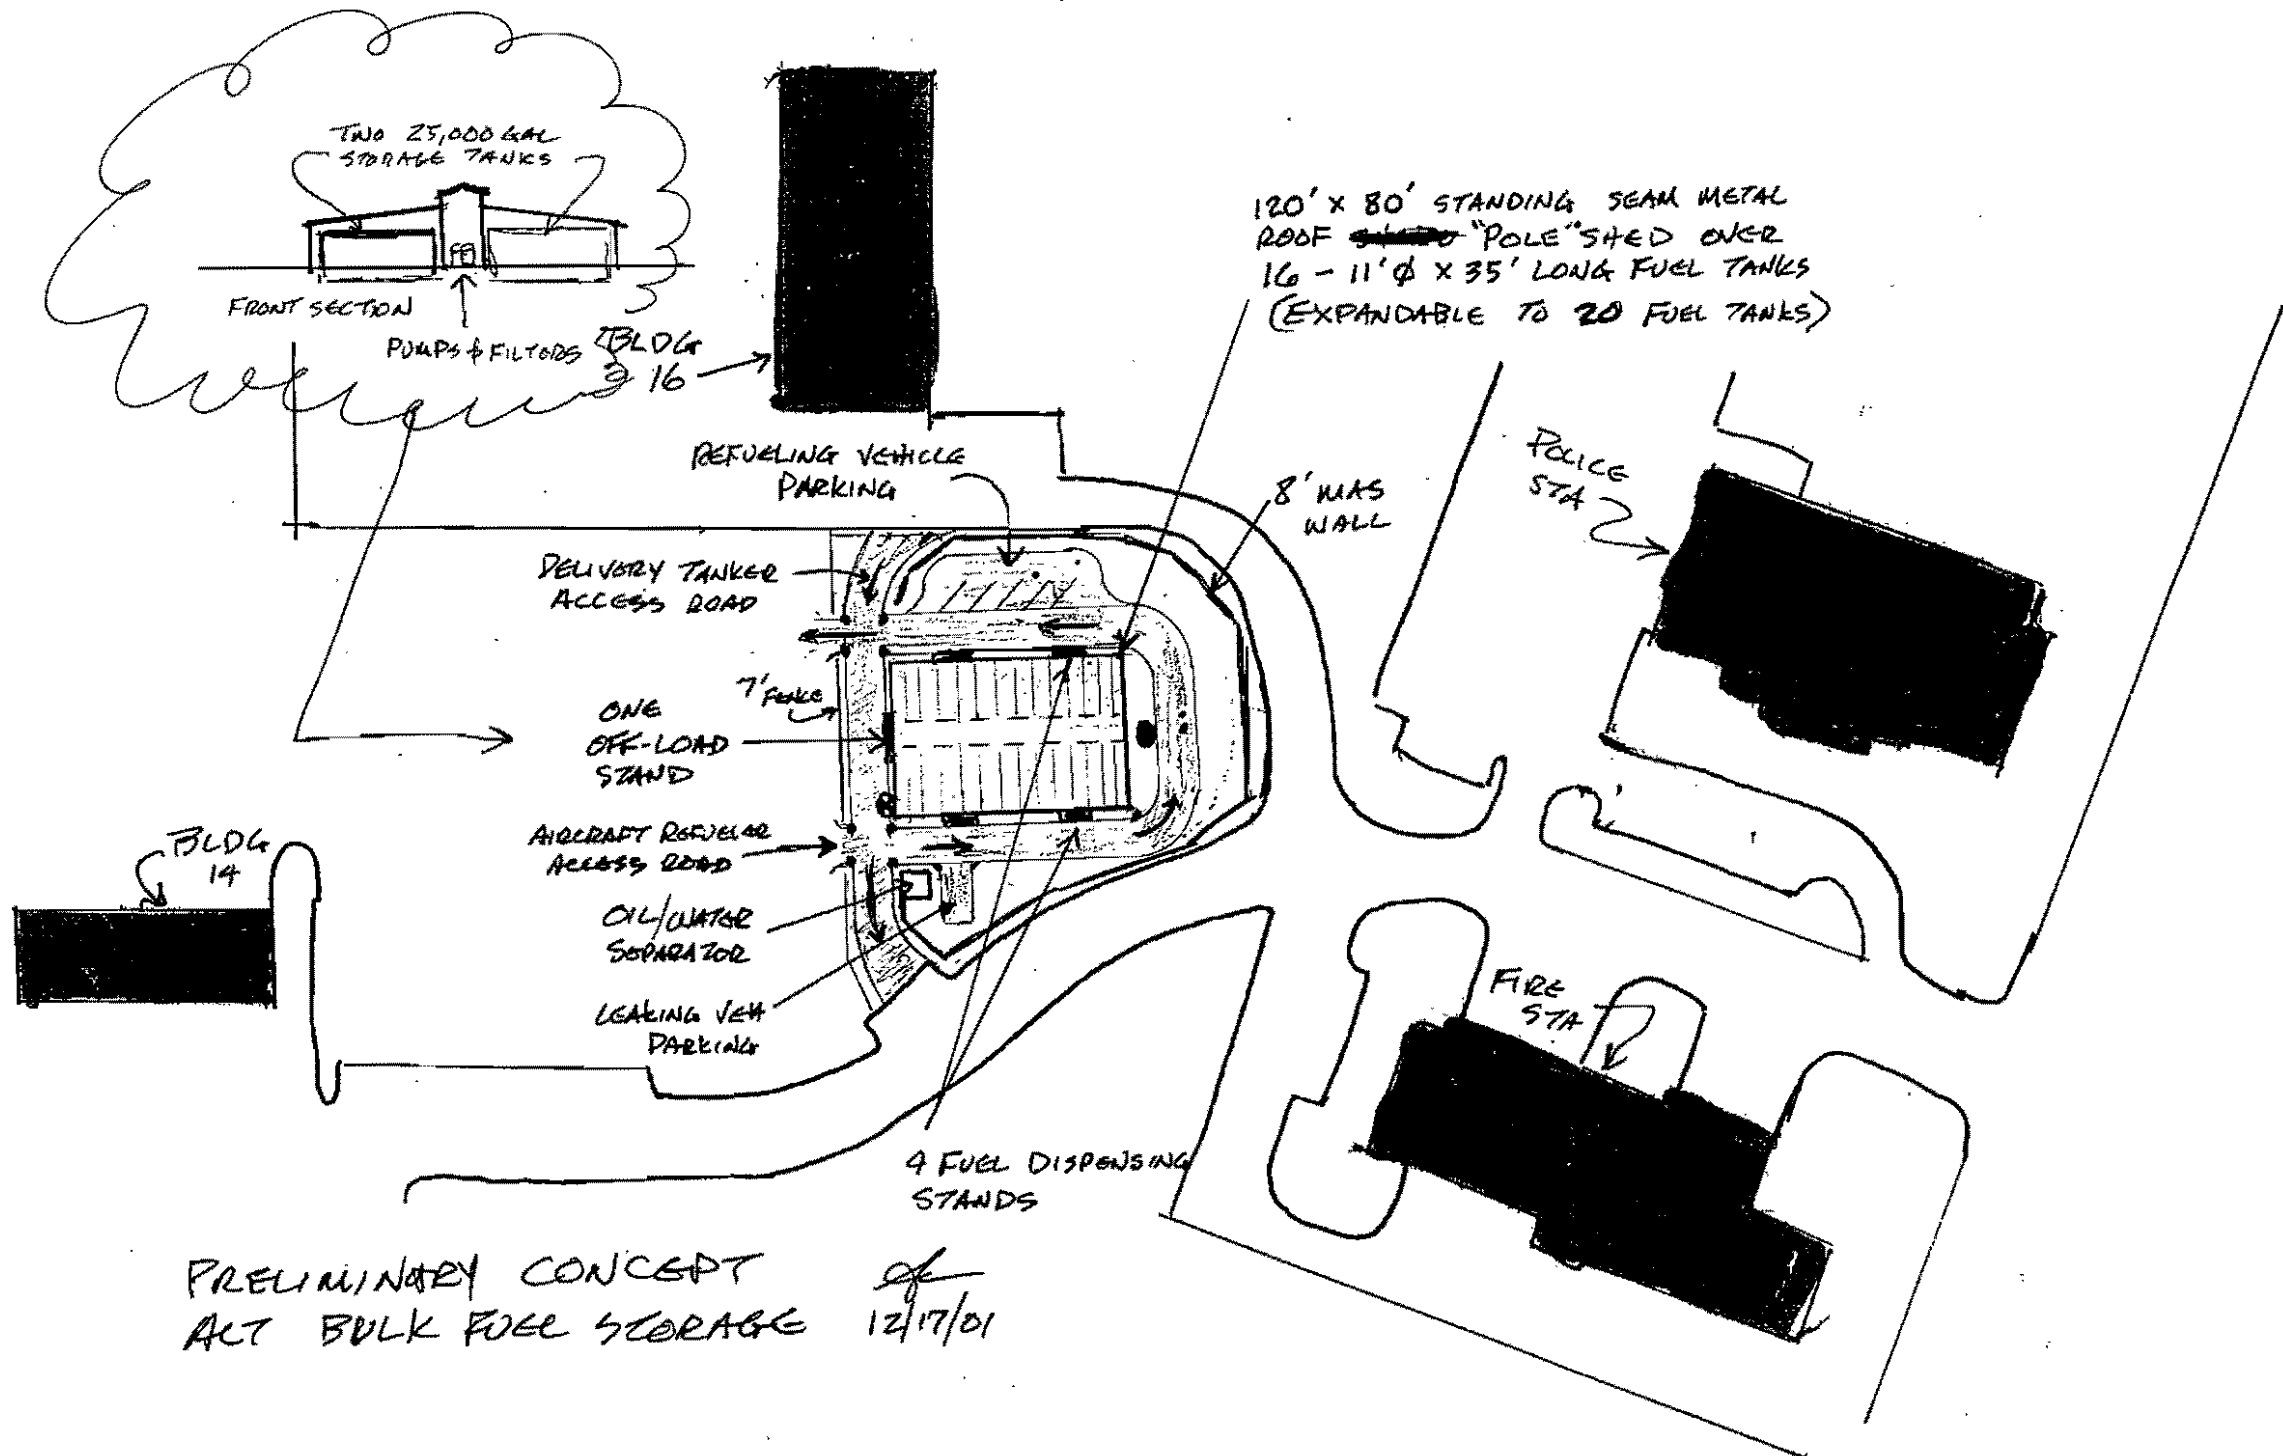 TWO 25,000 GAL
STORAGE TANKS
FRONT SECTION
PUMPS & FILTORS
BLDG
16
120' x 80' STANDING SEAM METAL
ROOF "POLE" SHED OVER
16 - 11'ø x 35' LONG FUEL TANKS
(EXPANDABLE TO 20 FUEL TANKS)
REFUELING VEHICLE
PARKING
8' MAS
WALL
POLICE
STA
DELIVERY TANKER
ACCESS ROAD
7' FENCE
ONE
OFF-LOAD
STAND
AIRCRAFT REFUELER
ACCESS ROAD
BLDG
14
OIL/WATER
SEPARATOR
LEAKING VEH
PARKING
FIRE
STA
4 FUEL DISPENSING
STANDS
PRELIMINARY CONCEPT
ALT BULK FUEL STORAGE 12/17/01